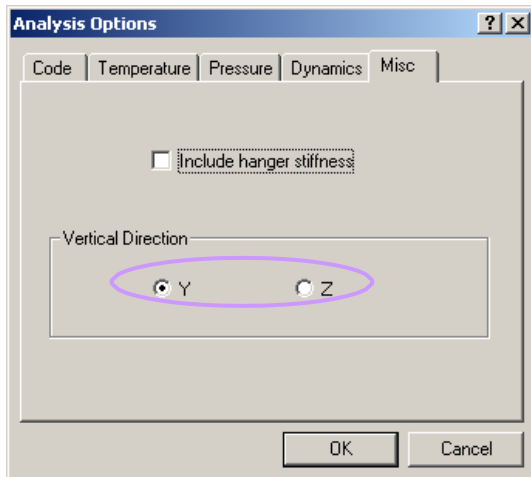 Analysis Options
Code Temperature Pressure Dynamics Misc
Include hanger stiffness
Vertical Direction
Y Z
OK Cancel